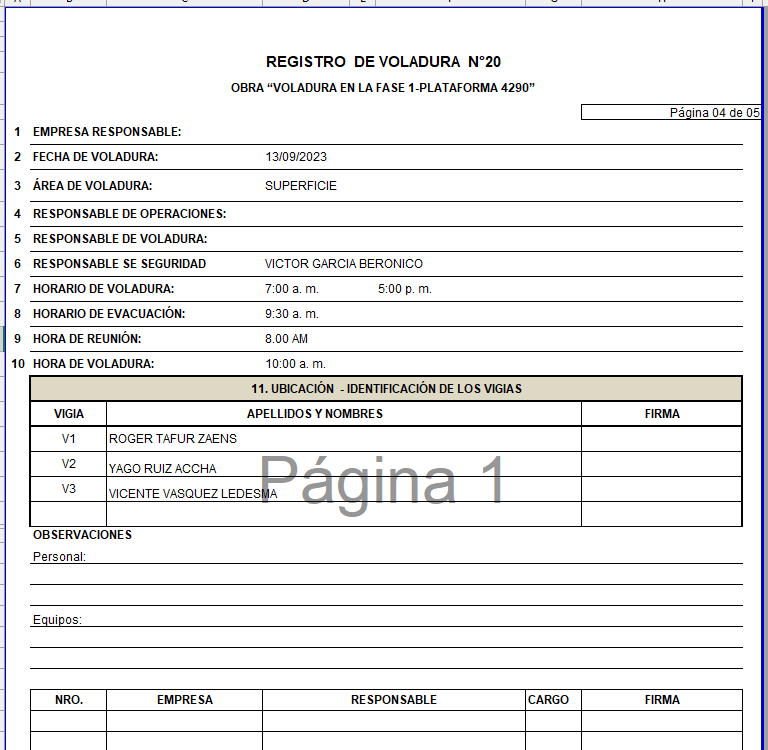 REGISTRO DE VOLADURA N°20
OBRA “VOLADURA EN LA FASE 1-PLATAFORMA 4290”
Página 04 de 05
1 EMPRESA RESPONSABLE:
2 FECHA DE VOLADURA: 13/09/2023
3 ÁREA DE VOLADURA: SUPERFICIE
4 RESPONSABLE DE OPERACIONES:
5 RESPONSABLE DE VOLADURA:
6 RESPONSABLE SE SEGURIDAD VICTOR GARCIA BERONICO
7 HORARIO DE VOLADURA: 7:00 a. m. 5:00 p. m.
8 HORARIO DE EVACUACIÓN: 9:30 a. m.
9 HORA DE REUNIÓN: 8.00 AM
10 HORA DE VOLADURA: 10:00 a. m.
11. UBICACIÓN - IDENTIFICACIÓN DE LOS VIGIAS
VIGIA APELLIDOS Y NOMBRES FIRMA
V1 ROGER TAFUR ZAENS
V2 YAGO RUIZ ACCHA
V3 VICENTE VASQUEZ LEDESMA
Página 1
OBSERVACIONES
Personal:
Equipos:
NRO. EMPRESA RESPONSABLE CARGO FIRMA